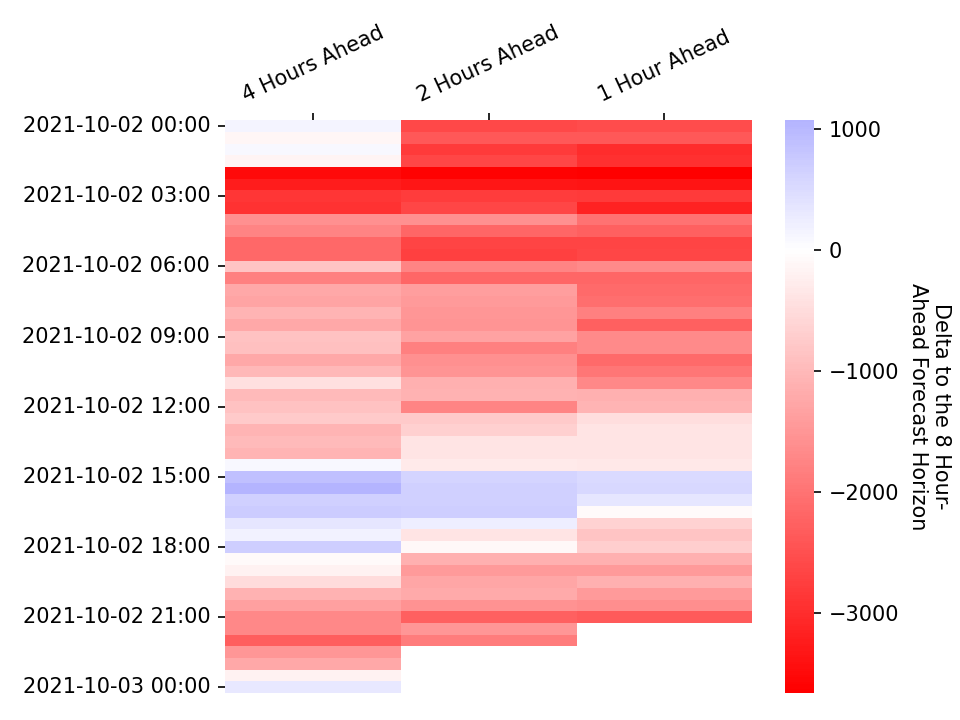 4 Hours Ahead
2 Hours Ahead
1 Hour Ahead
2021-10-02 00:00
2021-10-02 03:00
2021-10-02 06:00
2021-10-02 09:00
2021-10-02 12:00
2021-10-02 15:00
2021-10-02 18:00
2021-10-02 21:00
2021-10-03 00:00
1000
0
−1000
−2000
−3000
Delta to the 8 Hour-
Ahead Forecast Horizon